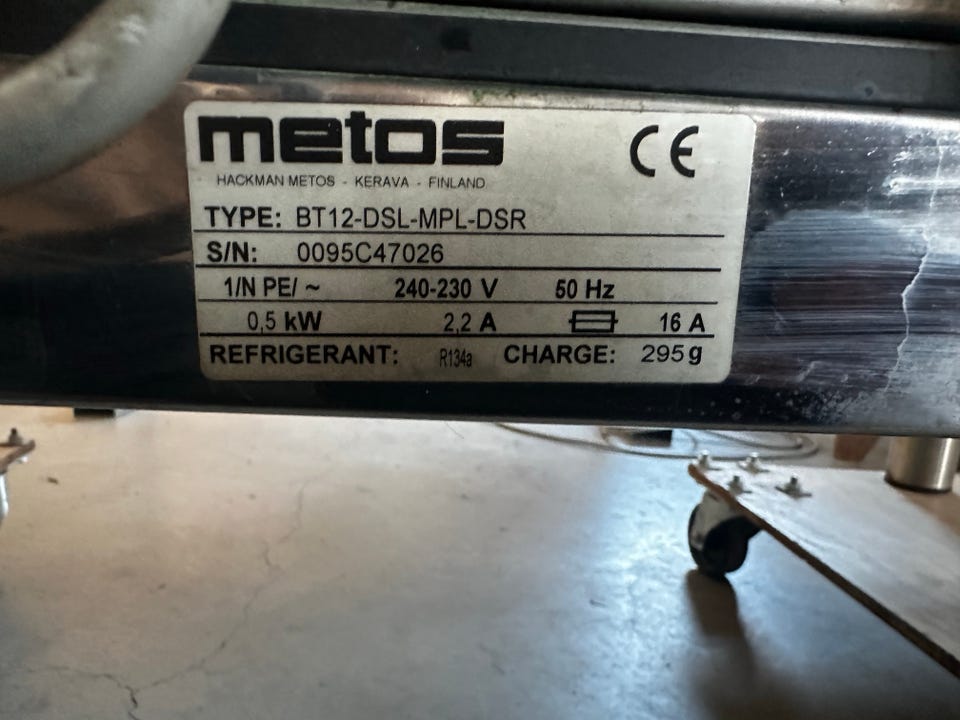 metos CE
HACKMAN METOS - KERAVA - FINLAND
TYPE: BT12-DSL-MPL-DSR
S/N: 0095C47026
1/N PE/ ~ 240-230 V 50 Hz
0,5 kW 2,2 A 16 A
REFRIGERANT: R134a CHARGE: 295g